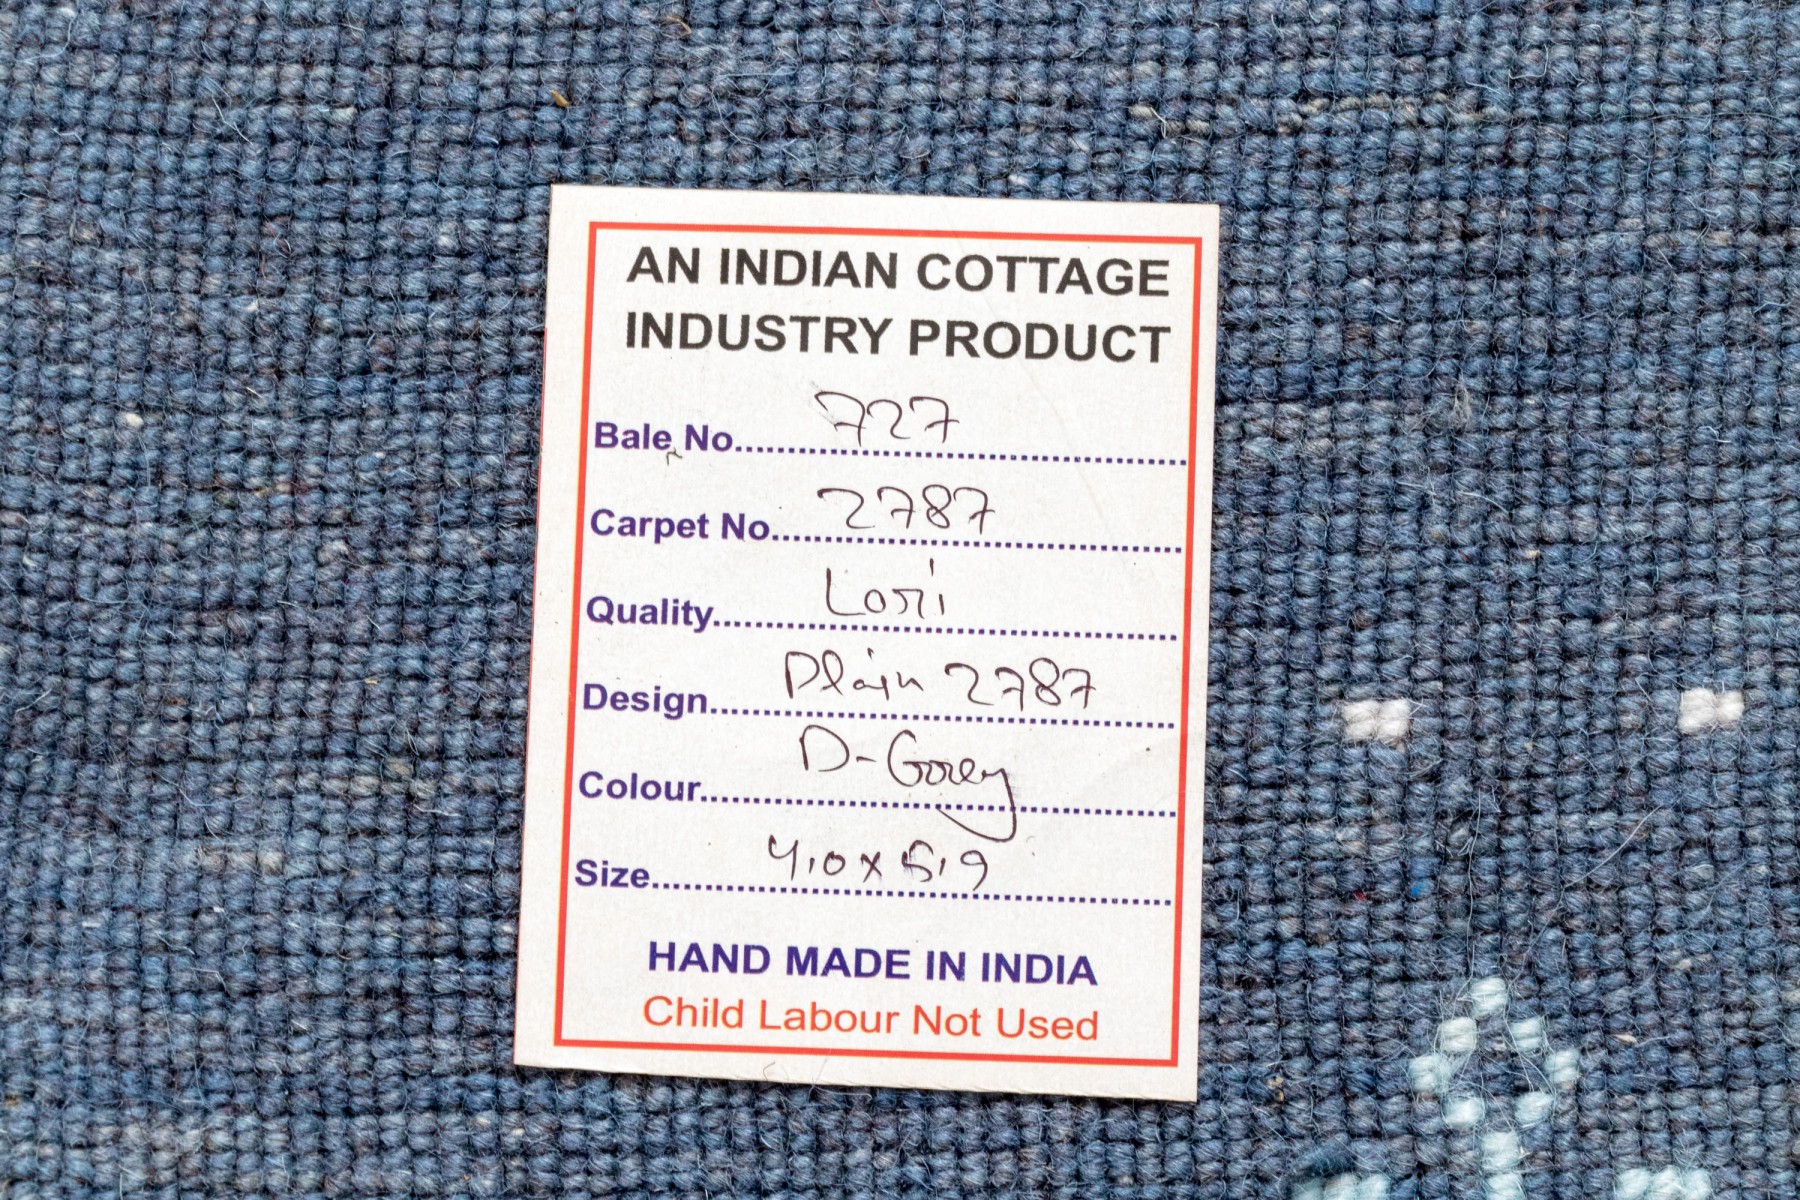 AN INDIAN COTTAGE
INDUSTRY PRODUCT
Bale No. 727
Carpet No. 2787
Quality Lori
Design Plain 2787
Colour D-Grey
Size 4,0 x 5,9
HAND MADE IN INDIA
Child Labour Not Used